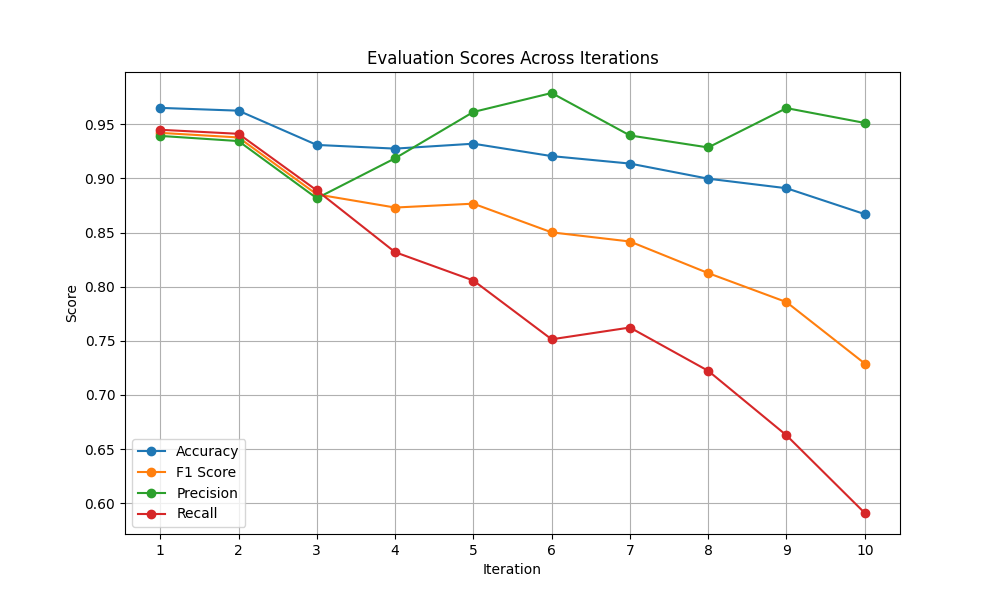 Evaluation Scores Across Iterations
Score
0.95
0.90
0.85
0.80
0.75
0.70
0.65
0.60
Accuracy
F1 Score
Precision
Recall
1 2 3 4 5 6 7 8 9 10
Iteration